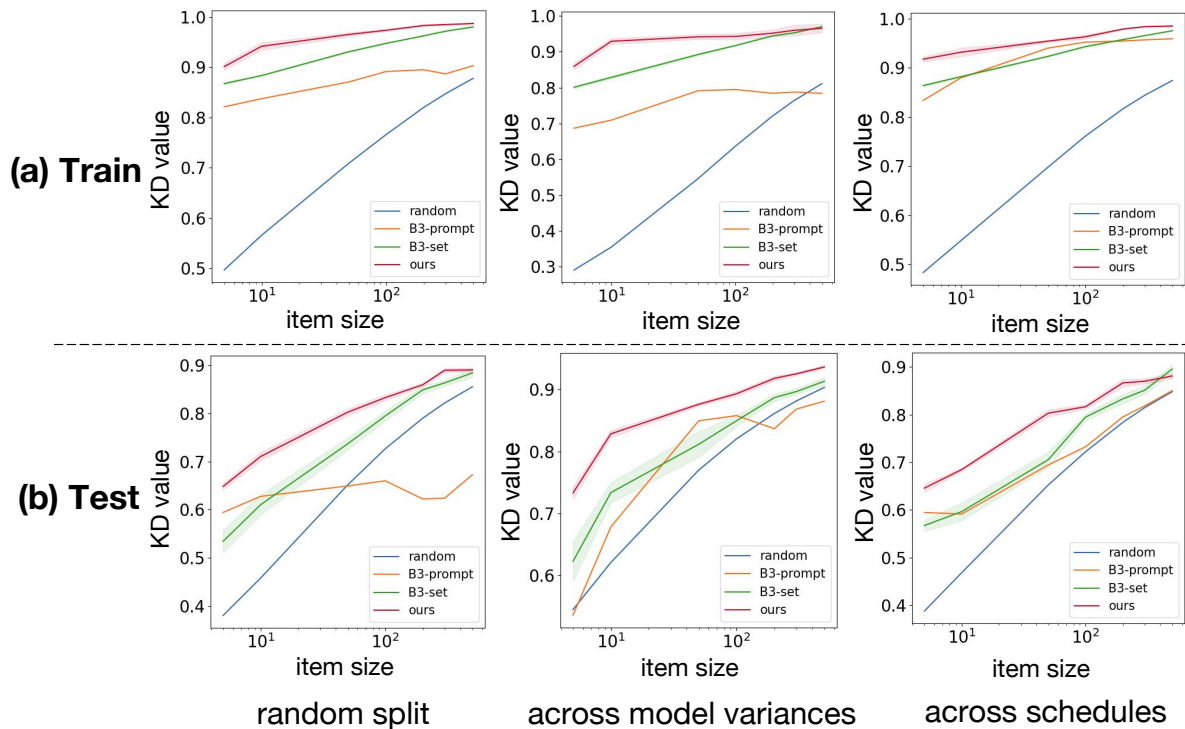 (a) Train
KD value
1.0
0.9
0.8
0.7
0.6
0.5
random
B3-prompt
B3-set
ours
10¹
10²
item size
KD value
1.0
0.9
0.8
0.7
0.6
0.5
0.4
0.3
random
B3-prompt
B3-set
ours
10¹
10²
item size
KD value
1.0
0.9
0.8
0.7
0.6
0.5
random
B3-prompt
B3-set
ours
10¹
10²
item size
(b) Test
KD value
0.9
0.8
0.7
0.6
0.5
0.4
random
B3-prompt
B3-set
ours
10¹
10²
item size
KD value
0.9
0.8
0.7
0.6
random
B3-prompt
B3-set
ours
10¹
10²
item size
KD value
0.9
0.8
0.7
0.6
0.5
0.4
random
B3-prompt
B3-set
ours
10¹
10²
item size
random split
across model variances
across schedules